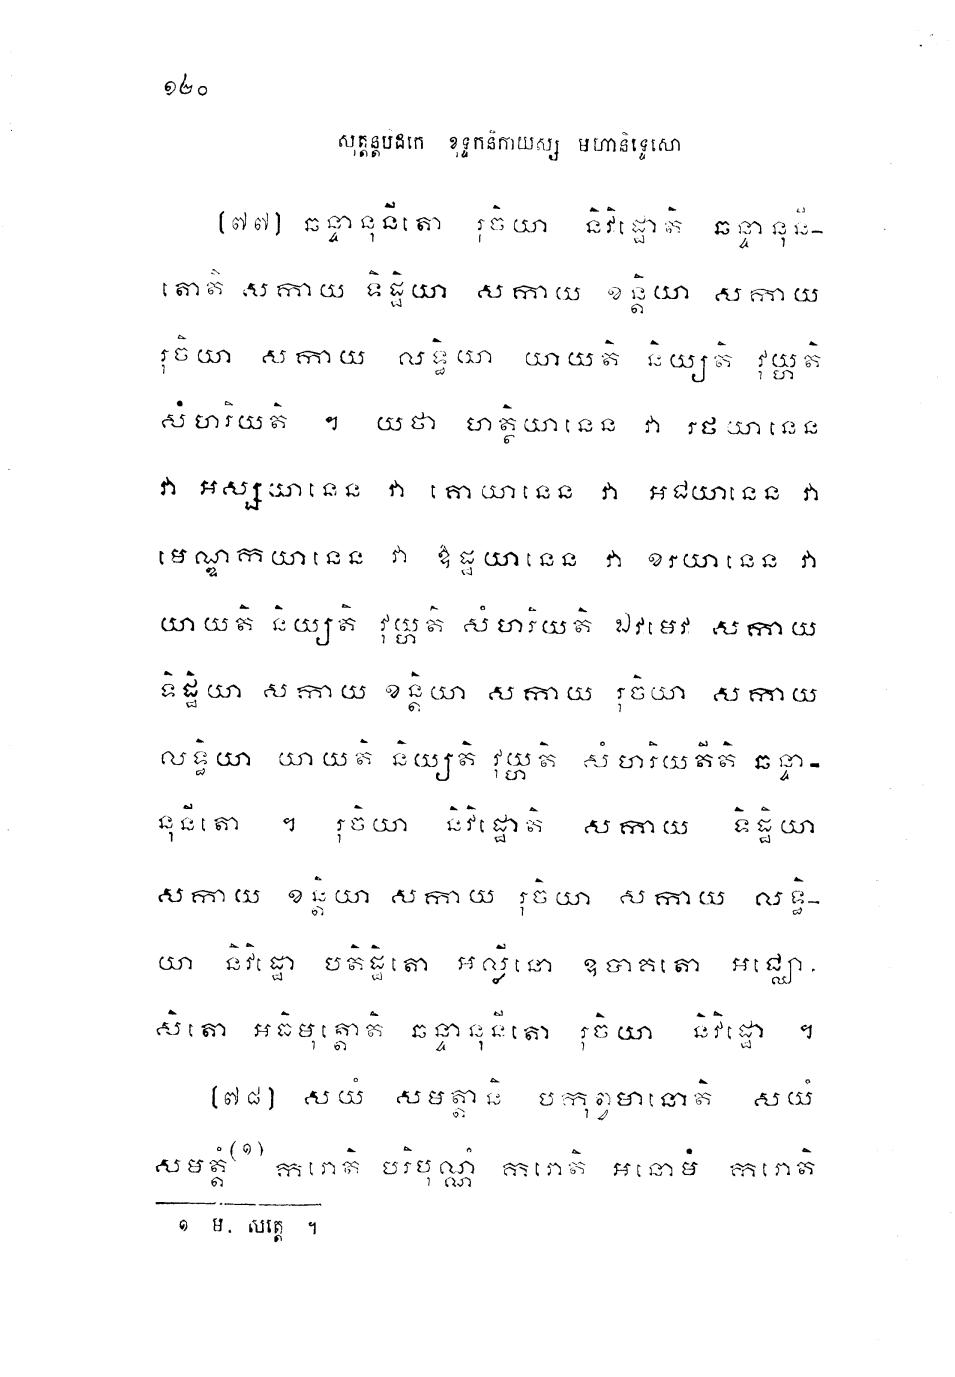 ១៤០
សុត្តន្តបិដកេ ខុទ្ទកនិកាយស្ស មហានិទ្ទេសោ
(៧៧) ឆន្ទានុនីតោ រុចិយា និវិដ្ឋោតិ ឆន្ទានុនី-
តោតិ សកាយ ទិដ្ឋិយា សកាយ ខន្តិយា សកាយ
រុចិយា សកាយ លទ្ធិយា យាយតិ និយ្យតិ វុយ្ហតិ
សំហរិយតិ ។ យថា ហត្ថិយានេន វា រថយានេន
វា អស្សយានេន វា គោយានេន វា អជយានេន វា
មេណ្ឌកយានេន វា ឱដ្ឋយានេន វា ខរយានេន វា
យាយតិ និយ្យតិ វុយ្ហតិ សំហរិយតិ ឯវមេវ សកាយ
ទិដ្ឋិយា សកាយ ខន្តិយា សកាយ រុចិយា សកាយ
លទ្ធិយា យាយតិ និយ្យតិ វុយ្ហតិ សំហរិយតីតិ ឆន្ទា-
នុនីតោ ។ រុចិយា និវិដ្ឋោតិ សកាយ ទិដ្ឋិយា
សកាយ ខន្តិយា សកាយ រុចិយា សកាយ លទ្ធិ-
យា និវិដ្ឋោ បតិដ្ឋិតោ អល្លីនោ ឧបាគតោ អជ្ឈោ-
សិតោ អធិមុត្តោតិ ឆន្ទានុនីតោ រុចិយា និវិដ្ឋោ ។
(៧៨) សយំ សមត្តានិ បកុព្វមានោតិ សយំ
សមត្តំ(១) ករោតិ បរិបុណ្ណំ ករោតិ អនោមំ ករោតិ
១ ម. សត្តេ ។